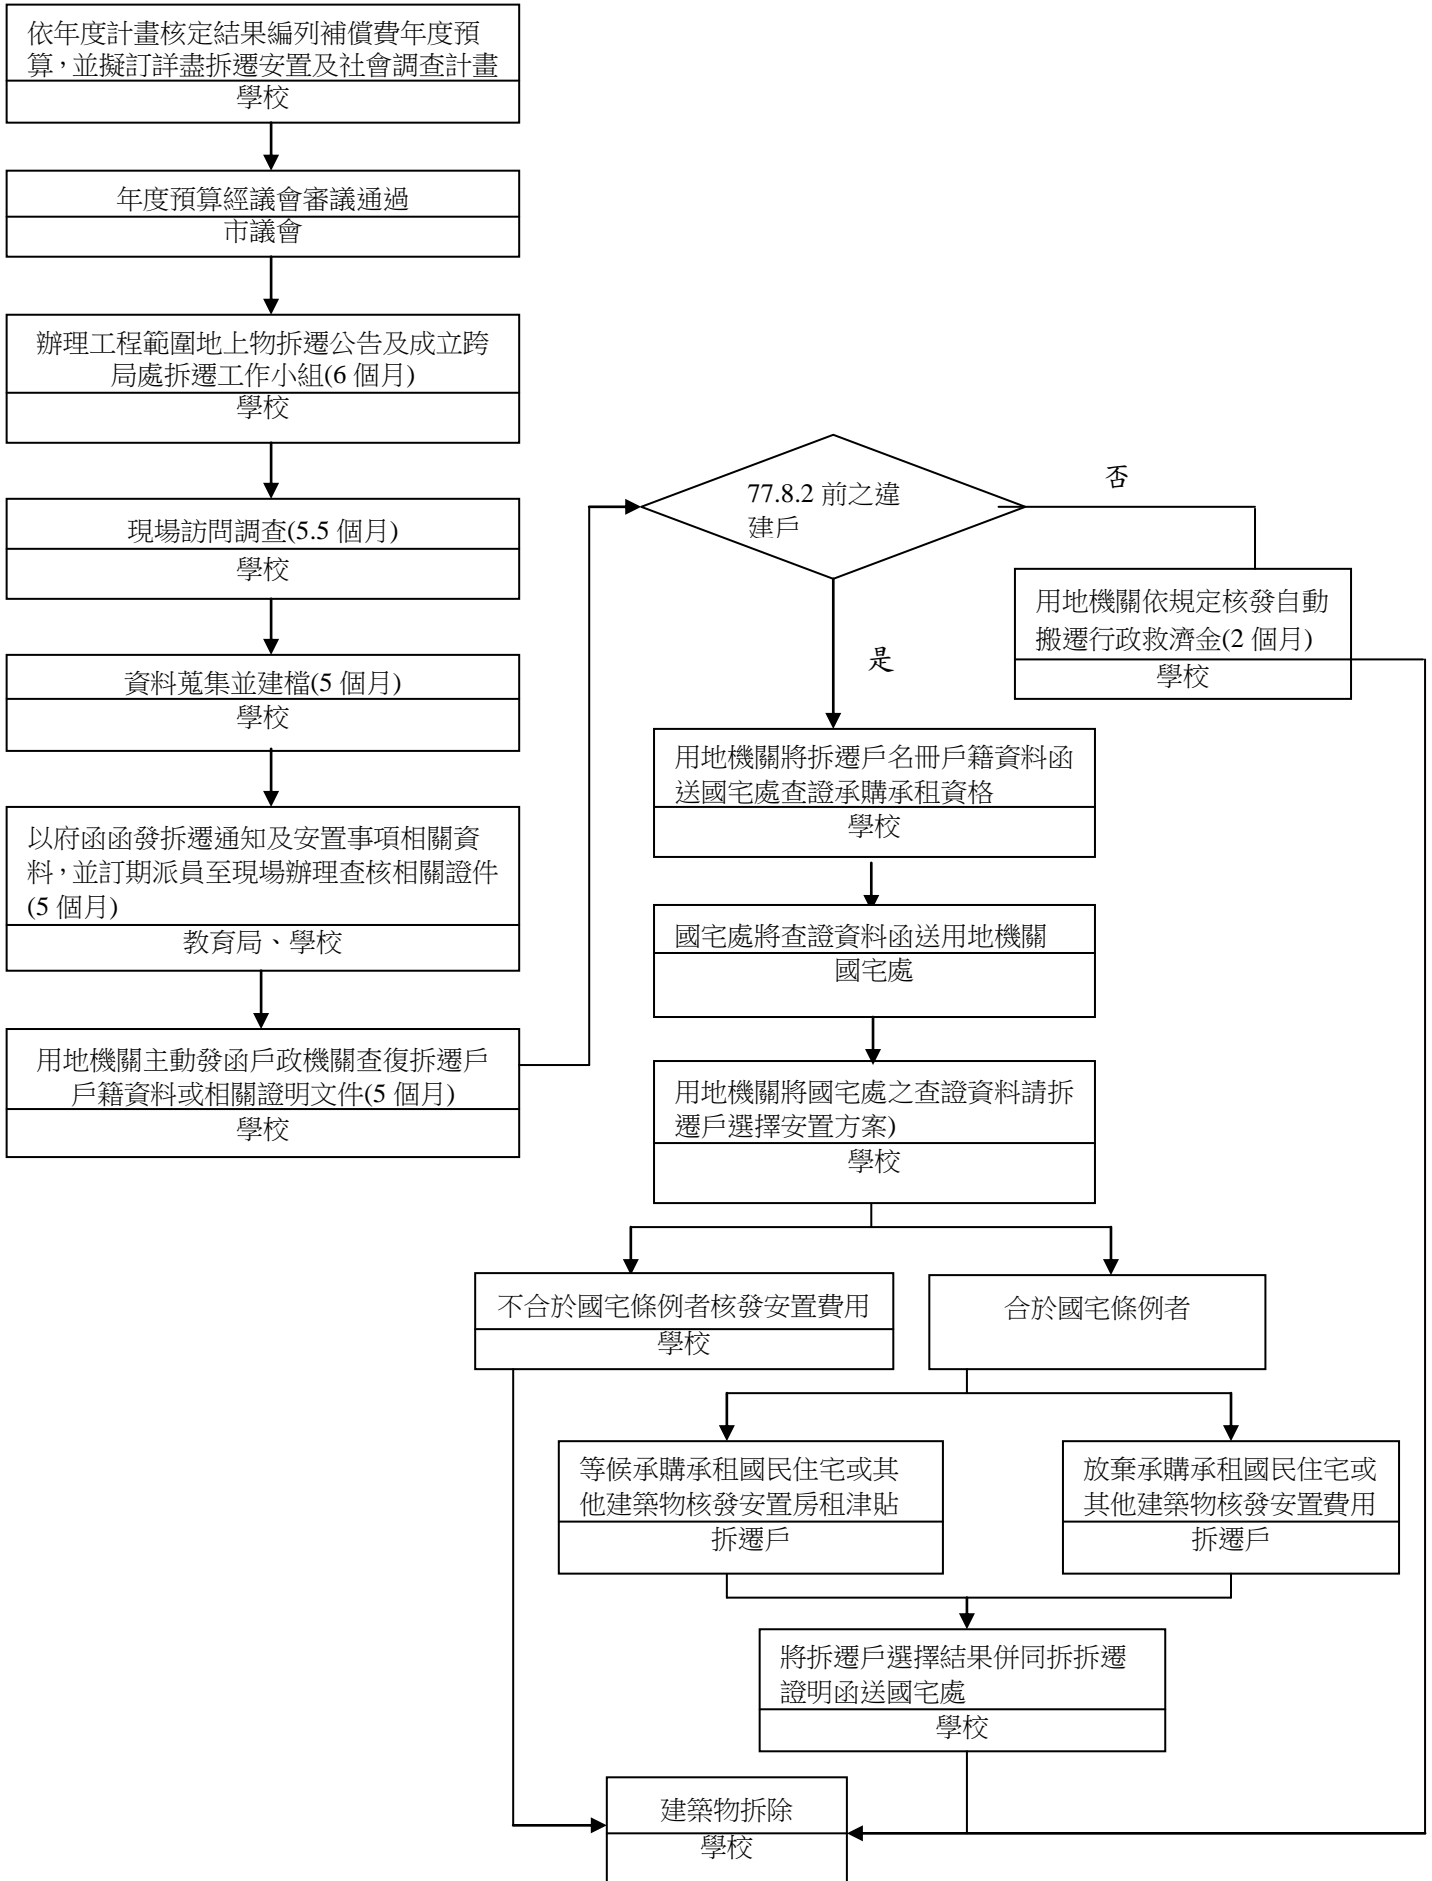 依年度計畫核定結果編列補償費年度預
算，並擬訂詳盡拆遷安置及社會調查計畫
學校
年度預算經議會審議通過
市議會
辦理工程範圍地上物拆遷公告及成立跨
局處拆遷工作小組(6 個月)
學校
現場訪問調查(5.5 個月)
學校
資料蒐集並建檔(5 個月)
學校
以府函函發拆遷通知及安置事項相關資
料，並訂期派員至現場辦理查核相關證件
(5 個月)
教育局、學校
用地機關主動發函戶政機關查復拆遷戶
戶籍資料或相關證明文件(5 個月)
學校
77.8.2 前之違
建戶
否
用地機關依規定核發自動
搬遷行政救濟金(2 個月)
學校
是
用地機關將拆遷戶名冊戶籍資料函
送國宅處查證承購承租資格
學校
國宅處將查證資料函送用地機關
國宅處
用地機關將國宅處之查證資料請拆
遷戶選擇安置方案)
學校
不合於國宅條例者核發安置費用
學校
合於國宅條例者
等候承購承租國民住宅或其
他建築物核發安置房租津貼
拆遷戶
放棄承購承租國民住宅或
其他建築物核發安置費用
拆遷戶
將拆遷戶選擇結果併同拆拆遷
證明函送國宅處
學校
建築物拆除
學校